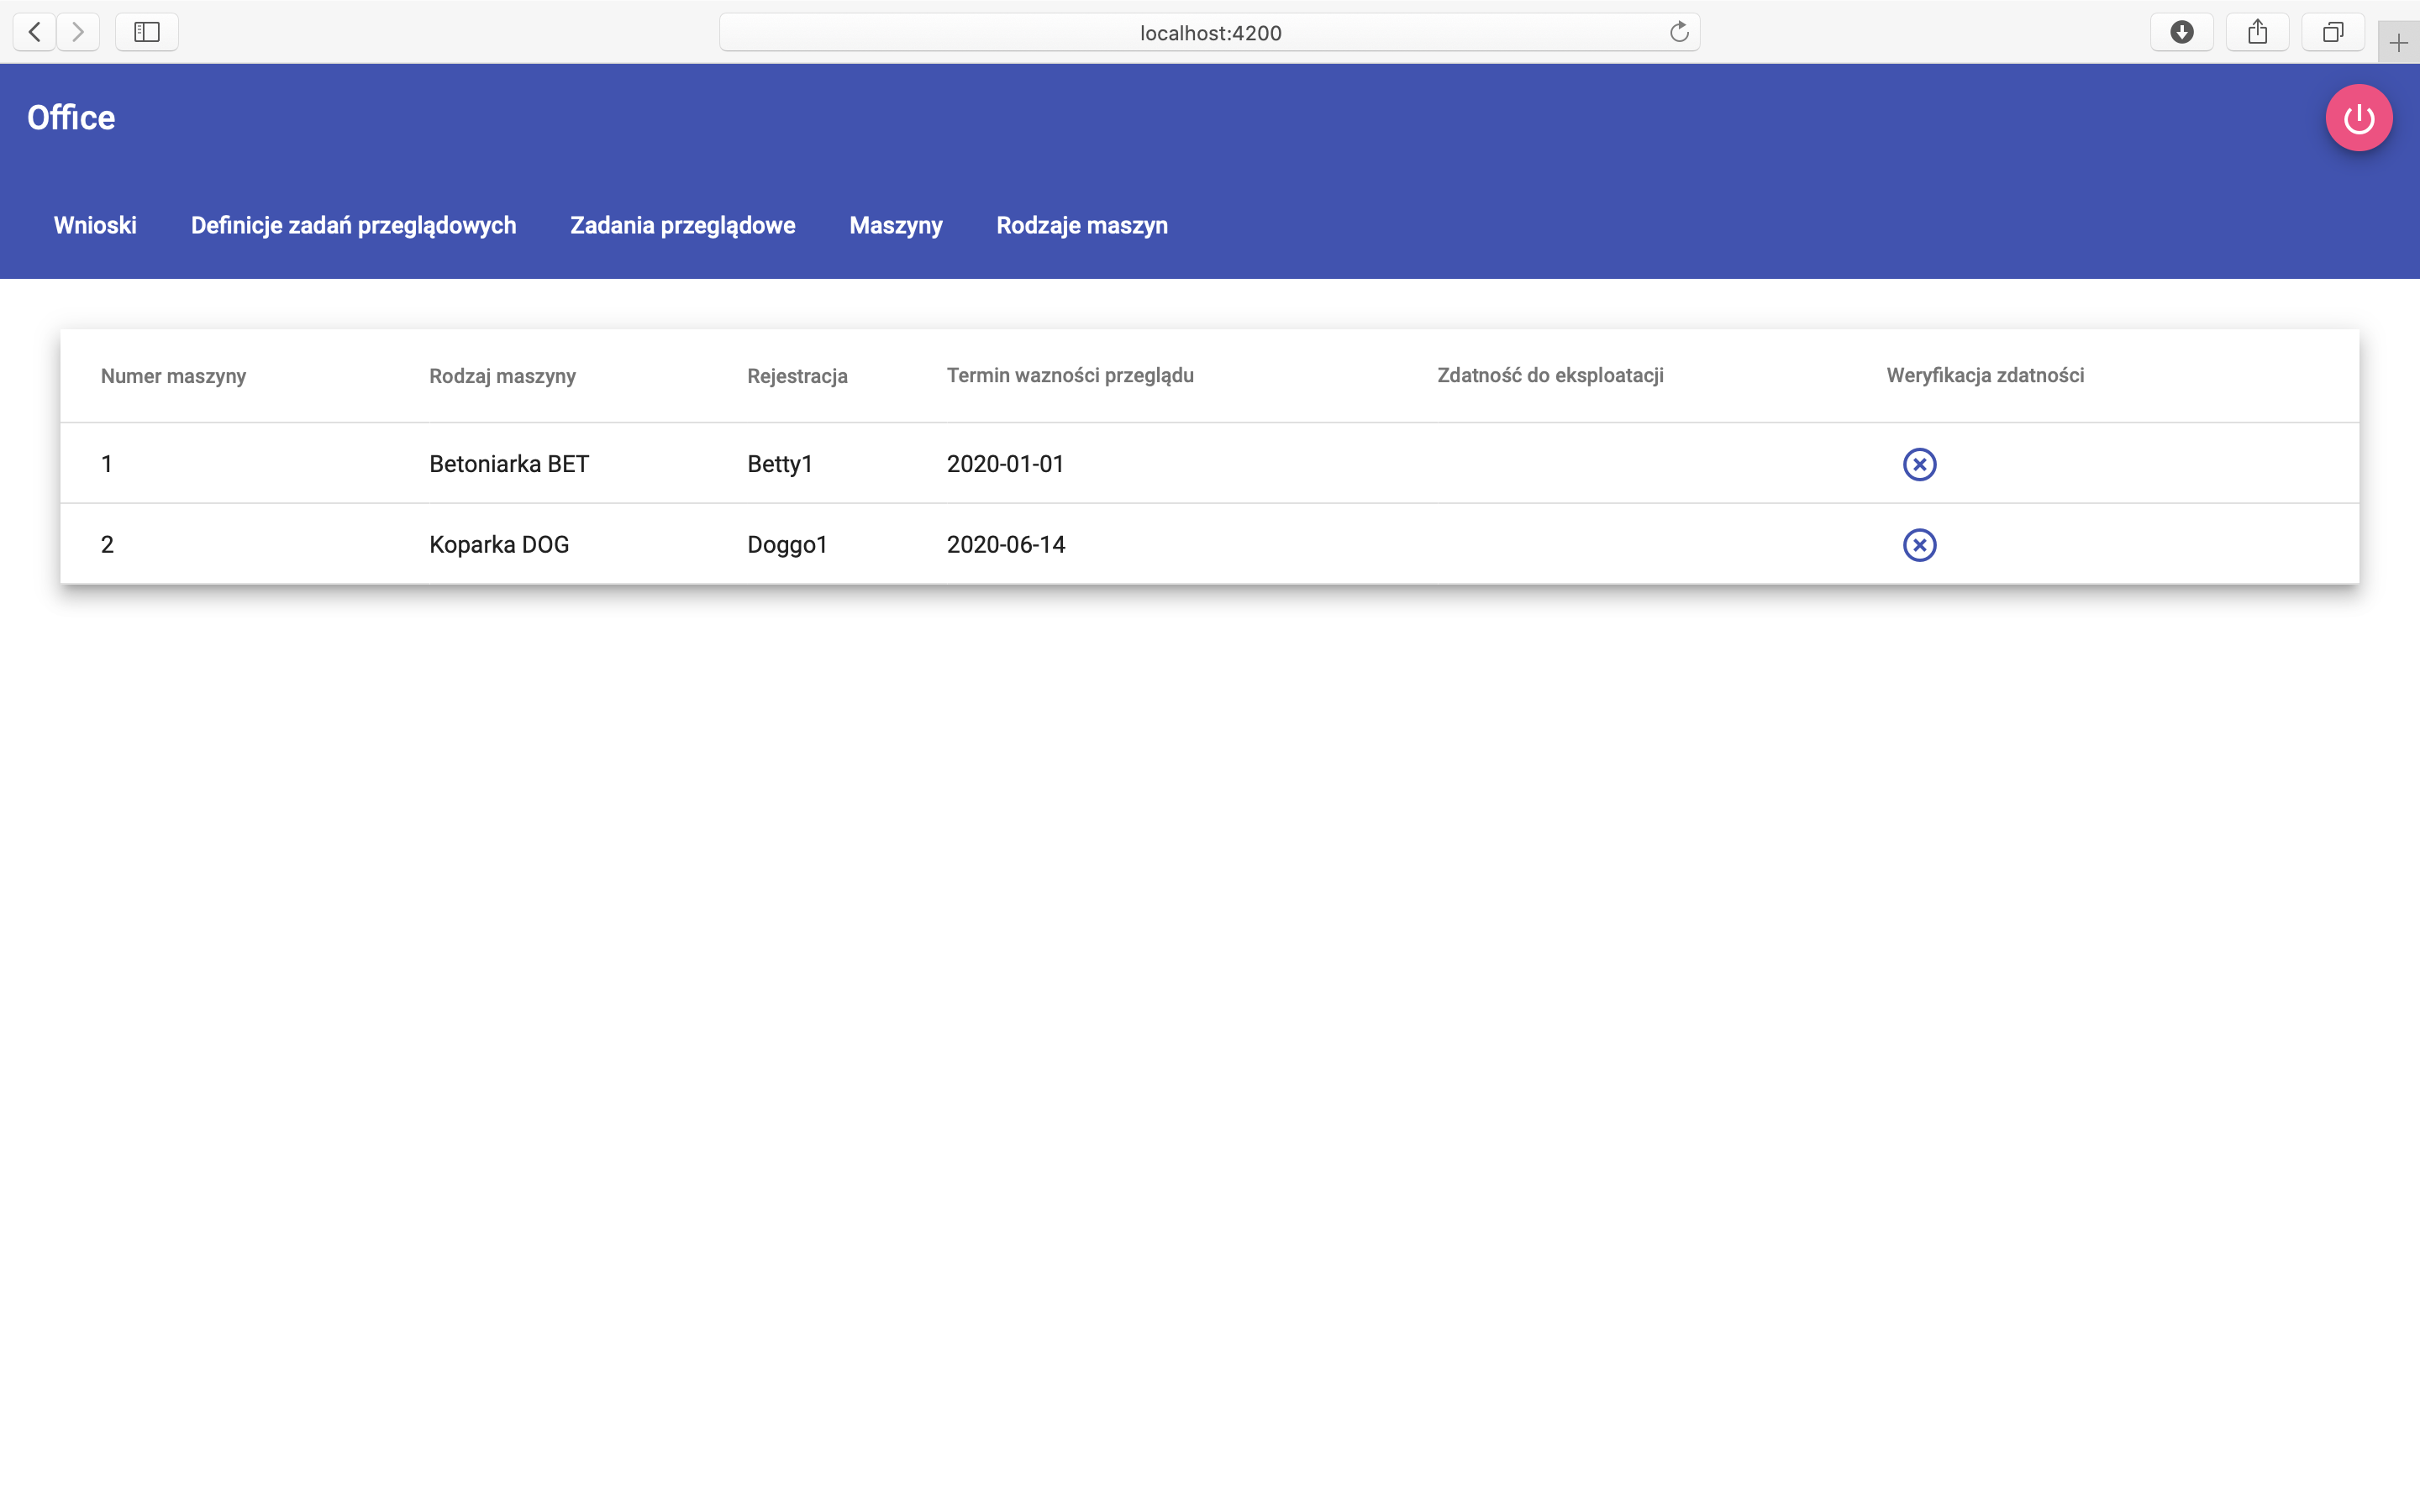 localhost:4200
Office
Wnioski Definicje zadań przeglądowych Zadania przeglądowe Maszyny Rodzaje maszyn
Numer maszyny Rodzaj maszyny Rejestracja Termin wazności przeglądu Zdatność do eksploatacji Weryfikacja zdatności
1 Betoniarka BET Betty1 2020-01-01
2 Koparka DOG Doggo1 2020-06-14